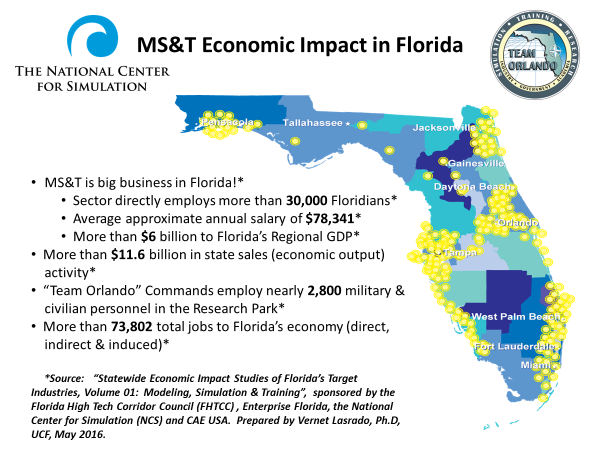 MS&T Economic Impact in Florida
THE NATIONAL CENTER
FOR SIMULATION
SIMULATION ★ TRAINING ★ RESEARCH
TEAM
ORLANDO
GOVERNMENT
Pensacola
Tallahassee
Jacksonville
Gainesville
Daytona Beach
Orlando
Tampa
West Palm Beach
Fort Lauderdale
Miami
• MS&T is big business in Florida!*
• Sector directly employs more than 30,000 Floridians*
• Average approximate annual salary of $78,341*
• More than $6 billion to Florida's Regional GDP*
• More than $11.6 billion in state sales (economic output)
activity*
• "Team Orlando" Commands employ nearly 2,800 military &
civilian personnel in the Research Park*
• More than 73,802 total jobs to Florida's economy (direct,
indirect & induced)*
*Source: "Statewide Economic Impact Studies of Florida's Target
Industries, Volume 01: Modeling, Simulation & Training", sponsored by the
Florida High Tech Corridor Council (FHTCC) , Enterprise Florida, the National
Center for Simulation (NCS) and CAE USA. Prepared by Vernet Lasrado, Ph.D,
UCF, May 2016.